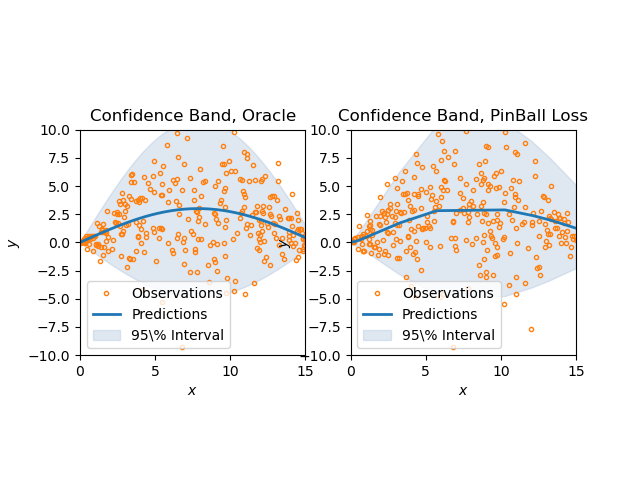 Confidence Band, Oracle
10.0
7.5
5.0
2.5
0.0
−2.5
−5.0
−7.5
−10.0
y
Observations
Predictions
95\% Interval
0
5
10
15
x
Confidence Band, PinBall Loss
10.0
7.5
5.0
2.5
0.0
−2.5
−5.0
−7.5
−10.0
y
Observations
Predictions
95\% Interval
0
5
10
15
x